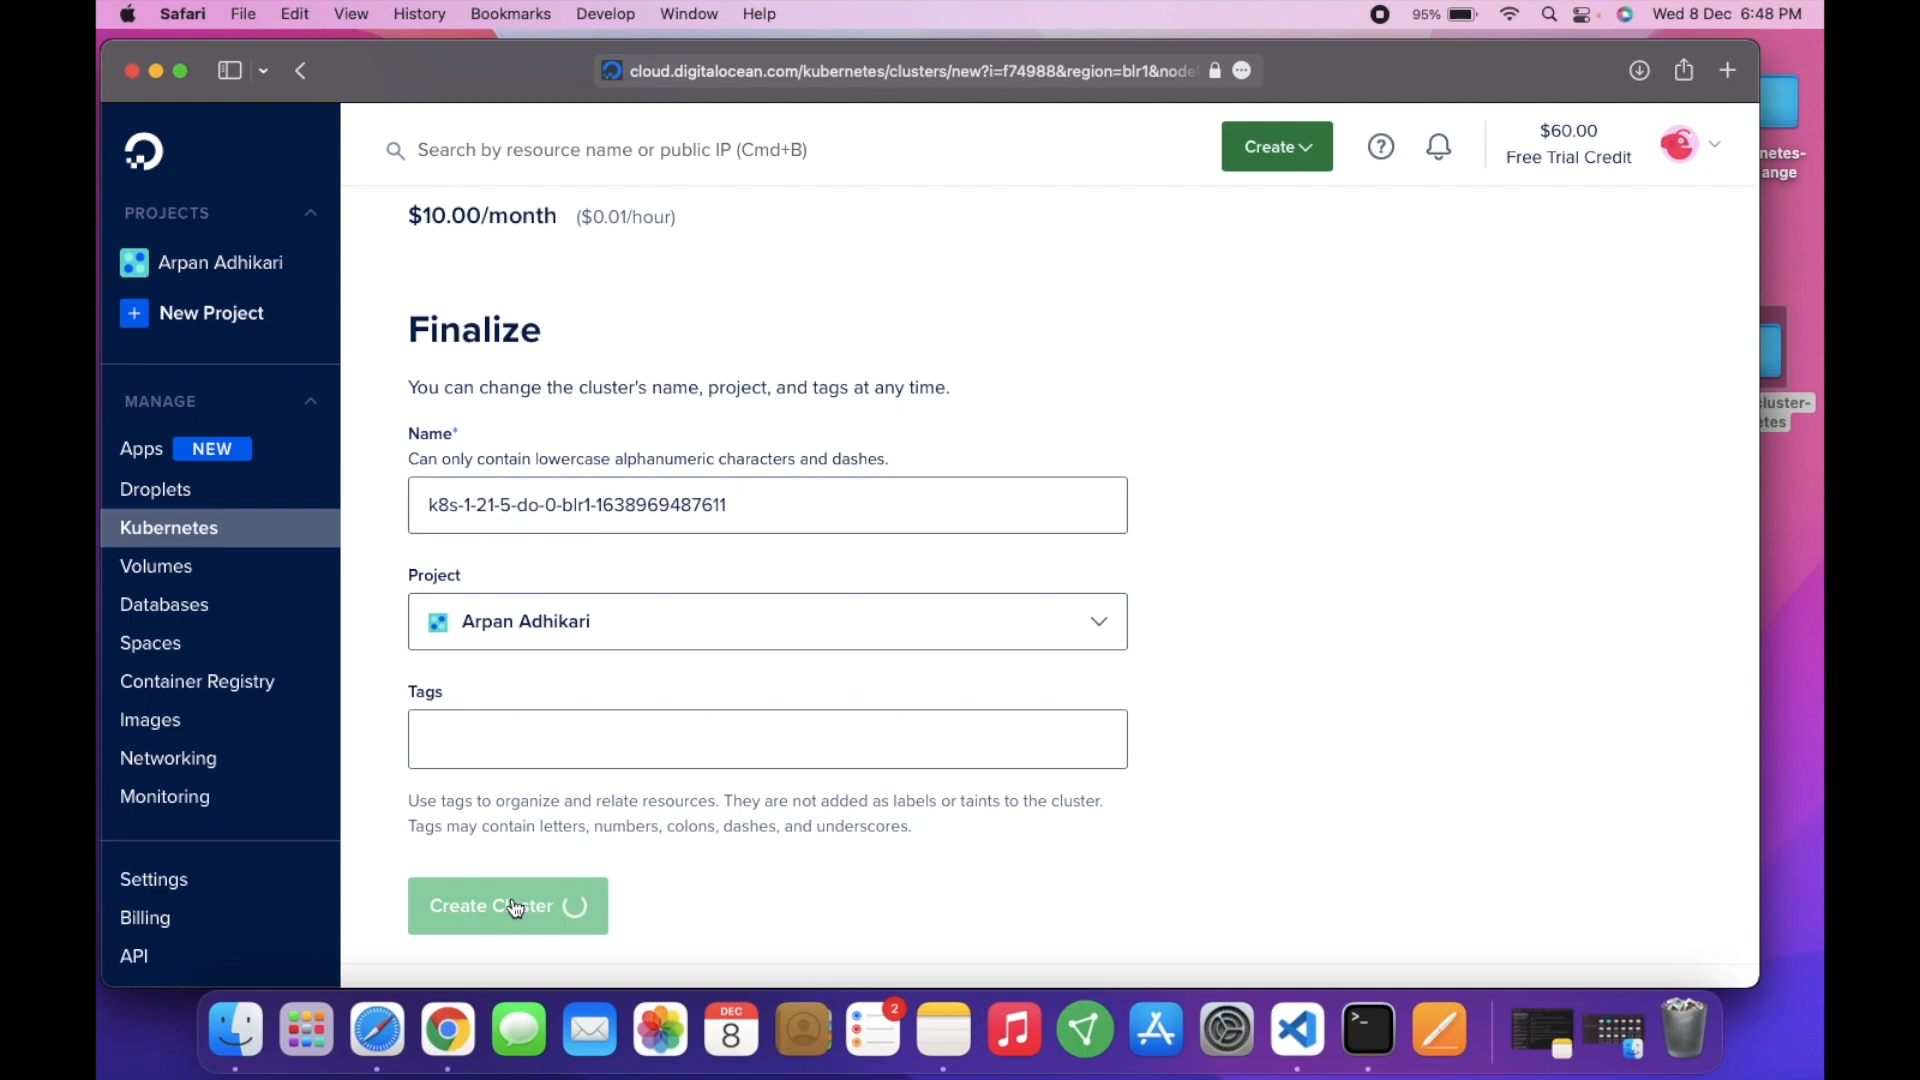 Safari File Edit View History Bookmarks Develop Window Help 95% Wed 8 Dec 6:48 PM
cloud.digitalocean.com/kubernetes/clusters/new?i=f74988&region=blr1&node
Search by resource name or public IP (Cmd+B)
Create
?
$60.00
Free Trial Credit
PROJECTS
Arpan Adhikari
+ New Project
MANAGE
Apps NEW
Droplets
Kubernetes
Volumes
Databases
Spaces
Container Registry
Images
Networking
Monitoring
Settings
Billing
API
$10.00/month ($0.01/hour)
Finalize
You can change the cluster's name, project, and tags at any time.
Name*
Can only contain lowercase alphanumeric characters and dashes.
k8s-1-21-5-do-0-blr1-1638969487611
Project
Arpan Adhikari
Tags
Use tags to organize and relate resources. They are not added as labels or taints to the cluster.
Tags may contain letters, numbers, colons, dashes, and underscores.
Create Cluster
netes-
ange
cluster-
etes
DEC
8
2